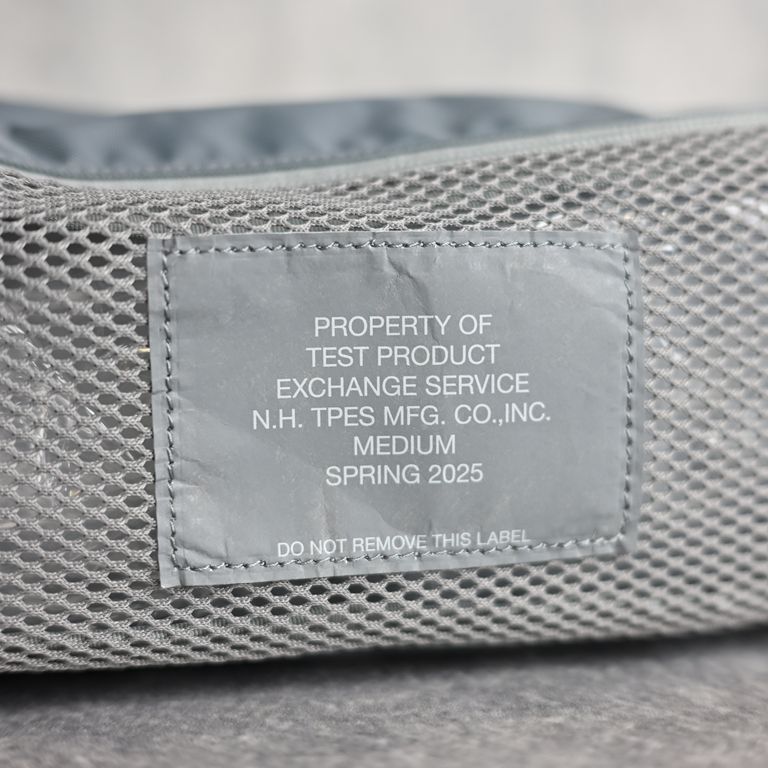 PROPERTY OF
TEST PRODUCT
EXCHANGE SERVICE
N.H. TPES MFG. CO.,INC.
MEDIUM
SPRING 2025
DO NOT REMOVE THIS LABEL